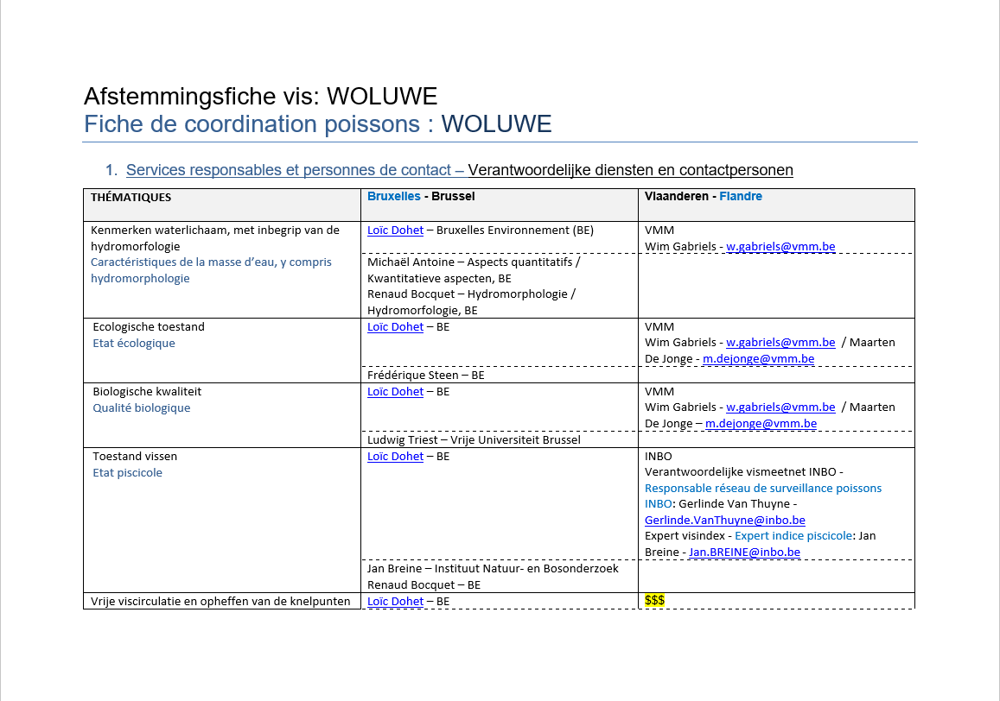 Afstemmingsfiche vis: WOLUWE
Fiche de coordination poissons : WOLUWE
1. Services responsables et personnes de contact – Verantwoordelijke diensten en contactpersonen
THÉMATIQUES
Bruxelles - Brussel
Vlaanderen - Flandre
Kenmerken waterlichaam, met inbegrip van de
hydromorfologie
Caractéristiques de la masse d’eau, y compris
hydromorphologie
Loïc Dohet – Bruxelles Environnement (BE)
Michaël Antoine – Aspects quantitatifs /
Kwantitatieve aspecten, BE
Renaud Bocquet – Hydromorphologie /
Hydromorfologie, BE
VMM
Wim Gabriels - w.gabriels@vmm.be
Ecologische toestand
Etat écologique
Loïc Dohet – BE
Frédérique Steen – BE
VMM
Wim Gabriels - w.gabriels@vmm.be / Maarten
De Jonge - m.dejonge@vmm.be
Biologische kwaliteit
Qualité biologique
Loïc Dohet – BE
Ludwig Triest – Vrije Universiteit Brussel
VMM
Wim Gabriels - w.gabriels@vmm.be / Maarten
De Jonge – m.dejonge@vmm.be
Toestand vissen
Etat piscicole
Loïc Dohet – BE
Jan Breine – Instituut Natuur- en Bosonderzoek
Renaud Bocquet – BE
INBO
Verantwoordelijke vismeetnet INBO -
Responsable réseau de surveillance poissons
INBO: Gerlinde Van Thuyne -
Gerlinde.VanThuyne@inbo.be
Expert visindex - Expert indice piscicole: Jan
Breine - Jan.BREINE@inbo.be
Vrije viscirculatie en opheffen van de knelpunten
Loïc Dohet – BE
$$$